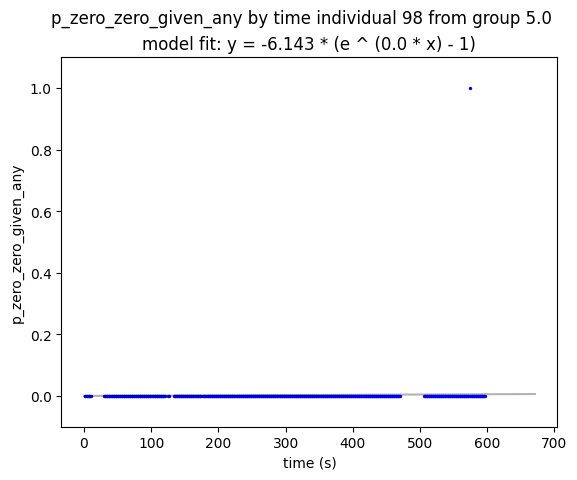 p_zero_zero_given_any by time individual 98 from group 5.0
model fit: y = -6.143 * (e ^ (0.0 * x) - 1)
1.0
0.8
0.6
0.4
0.2
0.0
p_zero_zero_given_any
0 100 200 300 400 500 600 700
time (s)